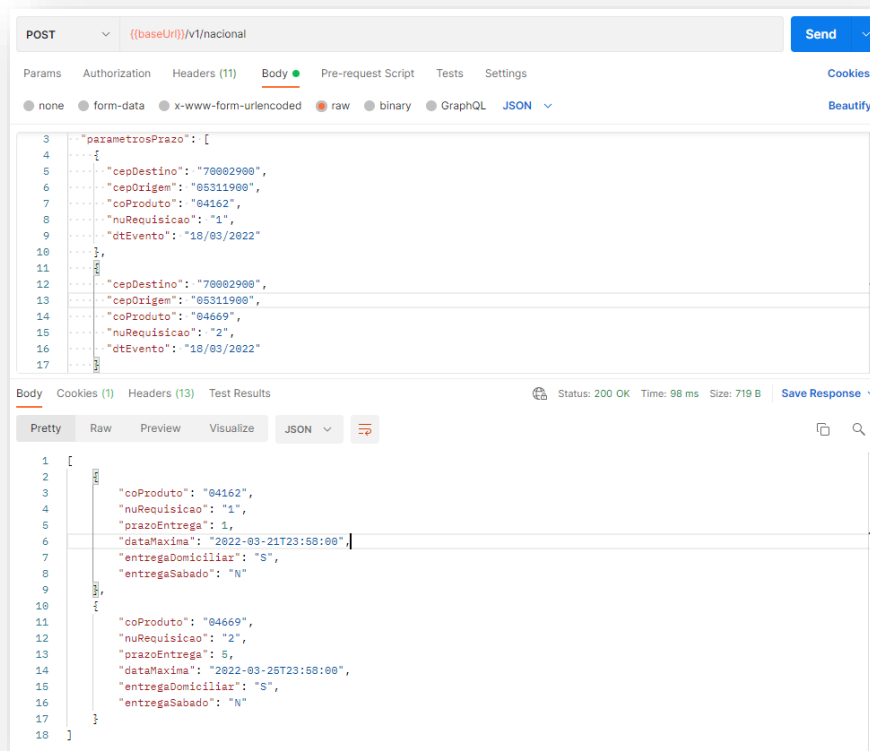 POST {{baseUrl}}/v1/nacional Send
Params Authorization Headers (11) Body Pre-request Script Tests Settings Cookies
none form-data x-www-form-urlencoded raw binary GraphQL JSON Beautify
3 "parametrosPrazo": [
4 {
5 "cepDestino": "70002900",
6 "cepOrigem": "05311900",
7 "coProduto": "04162",
8 "nuRequisicao": "1",
9 "dtEvento": "18/03/2022"
10 },
11 {
12 "cepDestino": "70002900",
13 "cepOrigem": "05311900",
14 "coProduto": "04669",
15 "nuRequisicao": "2",
16 "dtEvento": "18/03/2022"
17 }
Body Cookies (1) Headers (13) Test Results Status: 200 OK Time: 98 ms Size: 719 B Save Response
Pretty Raw Preview Visualize JSON
1 [
2 {
3 "coProduto": "04162",
4 "nuRequisicao": "1",
5 "prazoEntrega": 1,
6 "dataMaxima": "2022-03-21T23:58:00",
7 "entregaDomiciliar": "S",
8 "entregaSabado": "N"
9 },
10 {
11 "coProduto": "04669",
12 "nuRequisicao": "2",
13 "prazoEntrega": 5,
14 "dataMaxima": "2022-03-25T23:58:00",
15 "entregaDomiciliar": "S",
16 "entregaSabado": "N"
17 }
18 ]